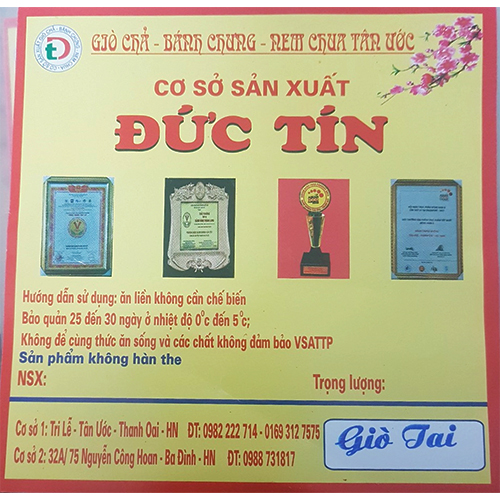 GIÒ CHẢ - BÁNH CHƯNG - NEM CHUA TÂN ƯỚC
CƠ SỞ SẢN XUẤT
ĐỨC TÍN
Hướng dẫn sử dụng: ăn liền không cần chế biến
Bảo quản 25 đến 30 ngày ở nhiệt độ 0°c đến 5°c;
Không để cùng thức ăn sống và các chất không đảm bảo VSATTP
Sản phẩm không hàn the
NSX: Trọng lượng:
Cơ sở 1: Tri Lễ - Tân Ước - Thanh Oai - HN ĐT: 0982 222 714 - 0169 312 7575
Cơ sở 2: 32A/ 75 Nguyễn Công Hoan - Ba Đình - HN ĐT: 0988 731817
Giò Tai